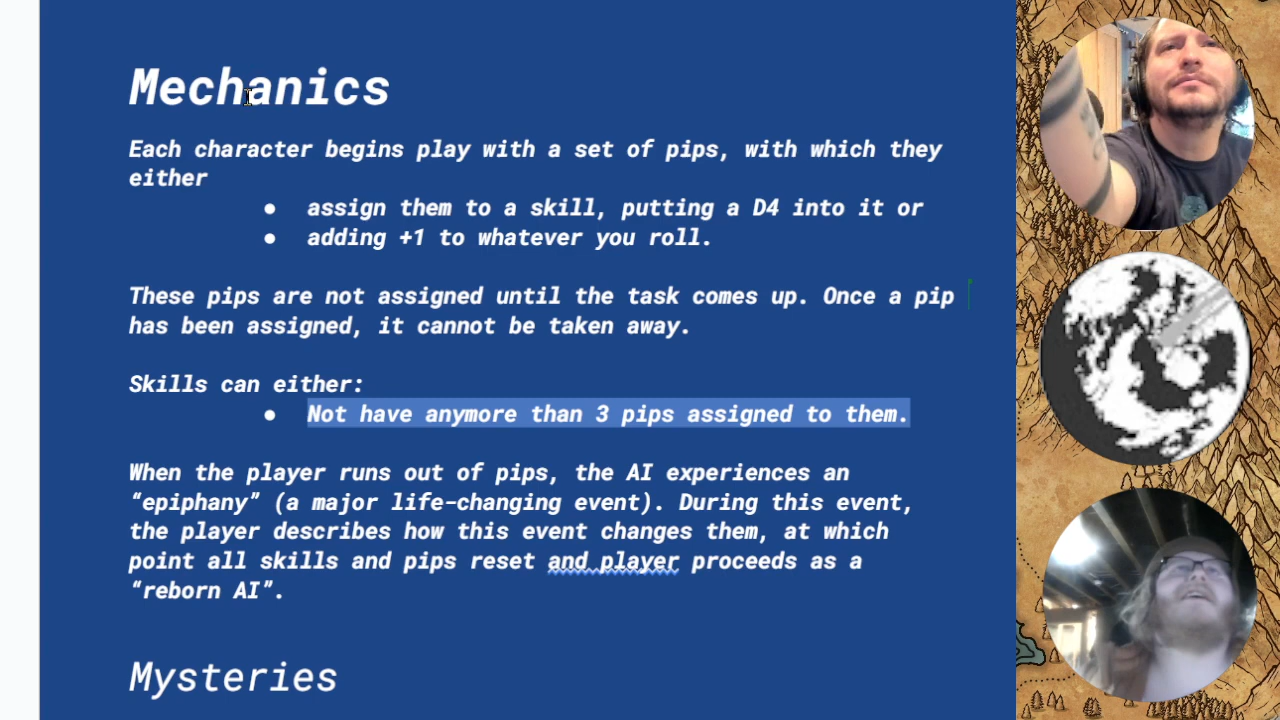 Mechanics
Each character begins play with a set of pips, with which they
either
● assign them to a skill, putting a D4 into it or
● adding +1 to whatever you roll.
These pips are not assigned until the task comes up. Once a pip
has been assigned, it cannot be taken away.
Skills can either:
● Not have anymore than 3 pips assigned to them.
When the player runs out of pips, the AI experiences an
“epiphany” (a major life-changing event). During this event,
the player describes how this event changes them, at which
point all skills and pips reset and player proceeds as a
“reborn AI”.
Mysteries